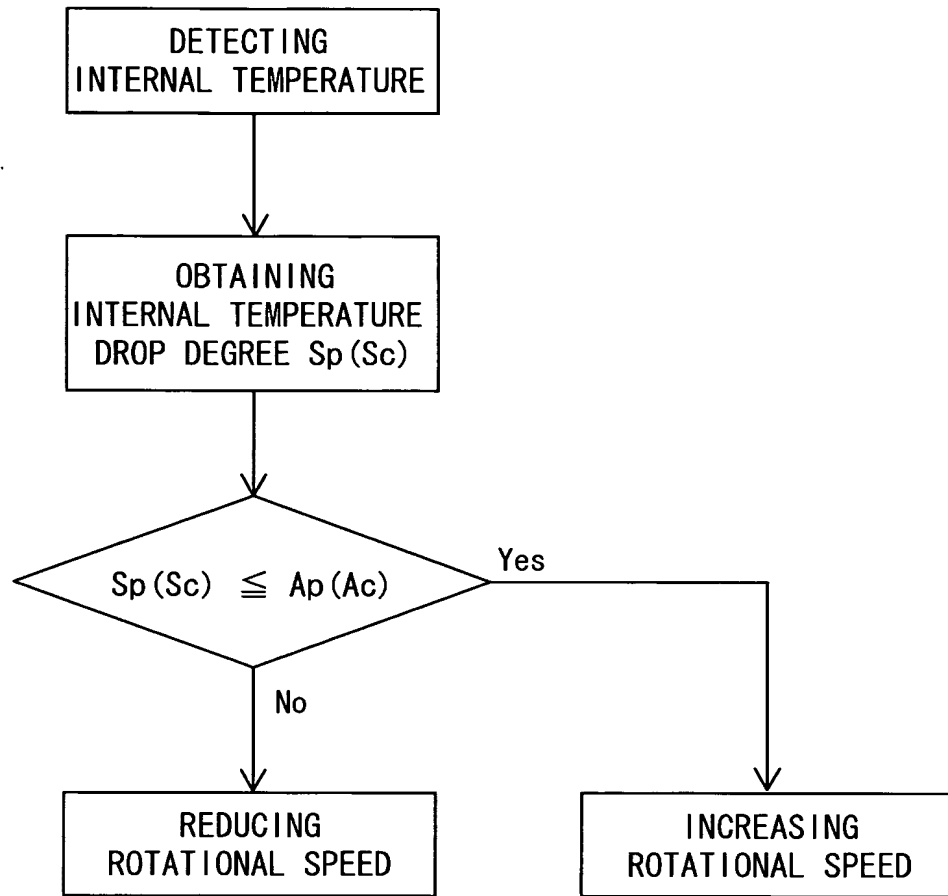 DETECTING
INTERNAL TEMPERATURE
OBTAINING
INTERNAL TEMPERATURE
DROP DEGREE Sp(Sc)
Sp(Sc) ≦ Ap(Ac)
Yes
No
REDUCING
ROTATIONAL SPEED
INCREASING
ROTATIONAL SPEED